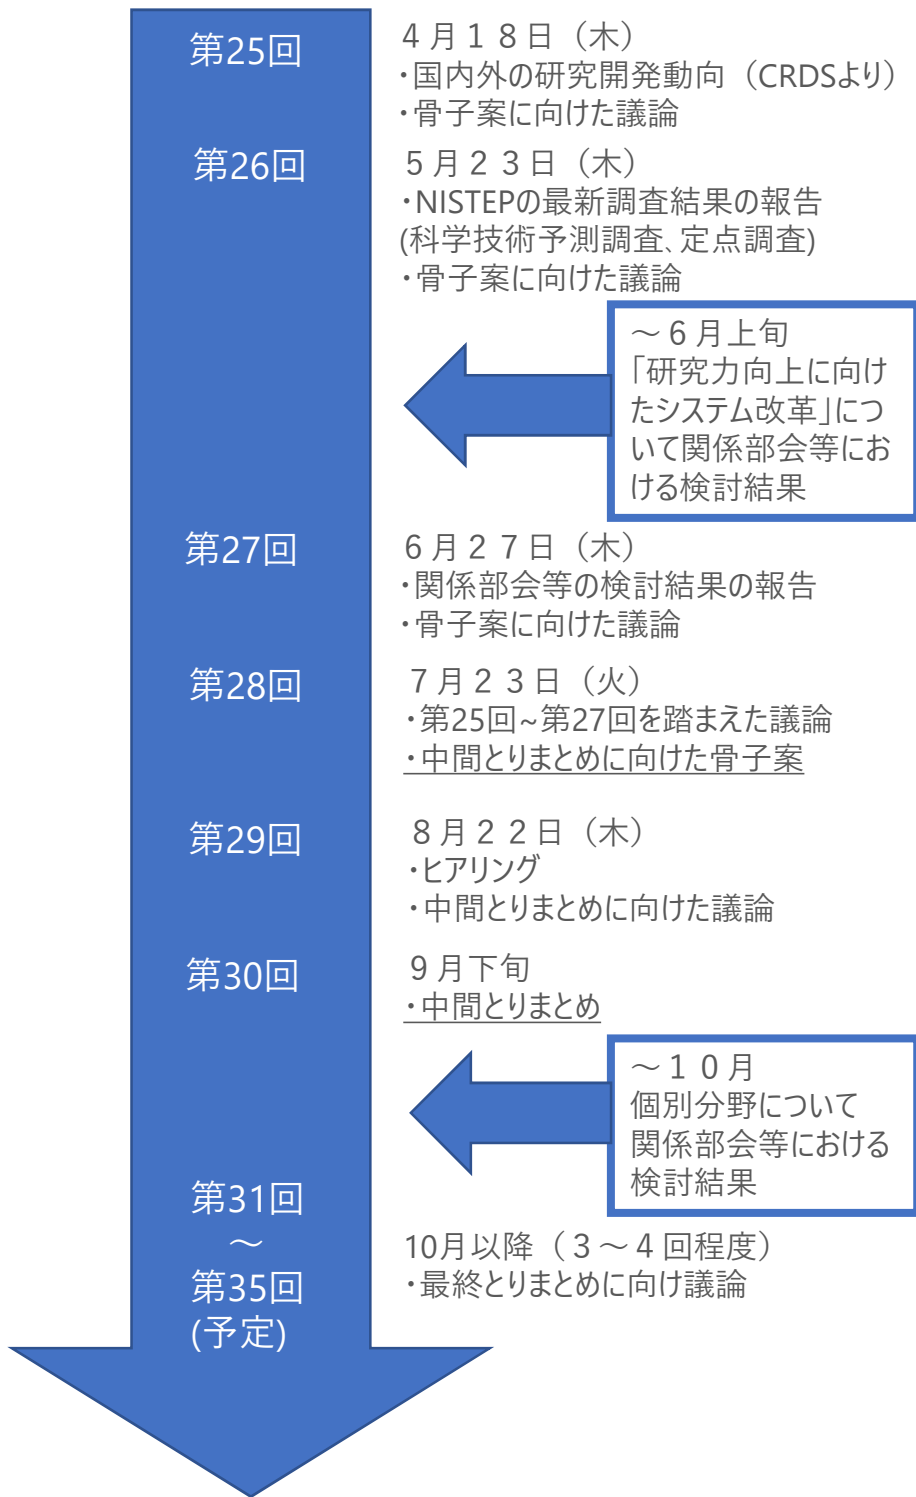 第25回
4月18日（木）
・国内外の研究開発動向（CRDSより）
・骨子案に向けた議論
第26回
5月23日（木）
・NISTEPの最新調査結果の報告
(科学技術予測調査、定点調査)
・骨子案に向けた議論
～6月上旬
「研究力向上に向け
たシステム改革」につ
いて関係部会等にお
ける検討結果
第27回
6月27日（木）
・関係部会等の検討結果の報告
・骨子案に向けた議論
第28回
7月23日（火）
・第25回~第27回を踏まえた議論
・中間とりまとめに向けた骨子案
第29回
8月22日（木）
・ヒアリング
・中間とりまとめに向けた議論
第30回
9月下旬
・中間とりまとめ
～10月
個別分野について
関係部会等における
検討結果
第31回
～
第35回
(予定)
10月以降（3～4回程度）
・最終とりまとめに向け議論